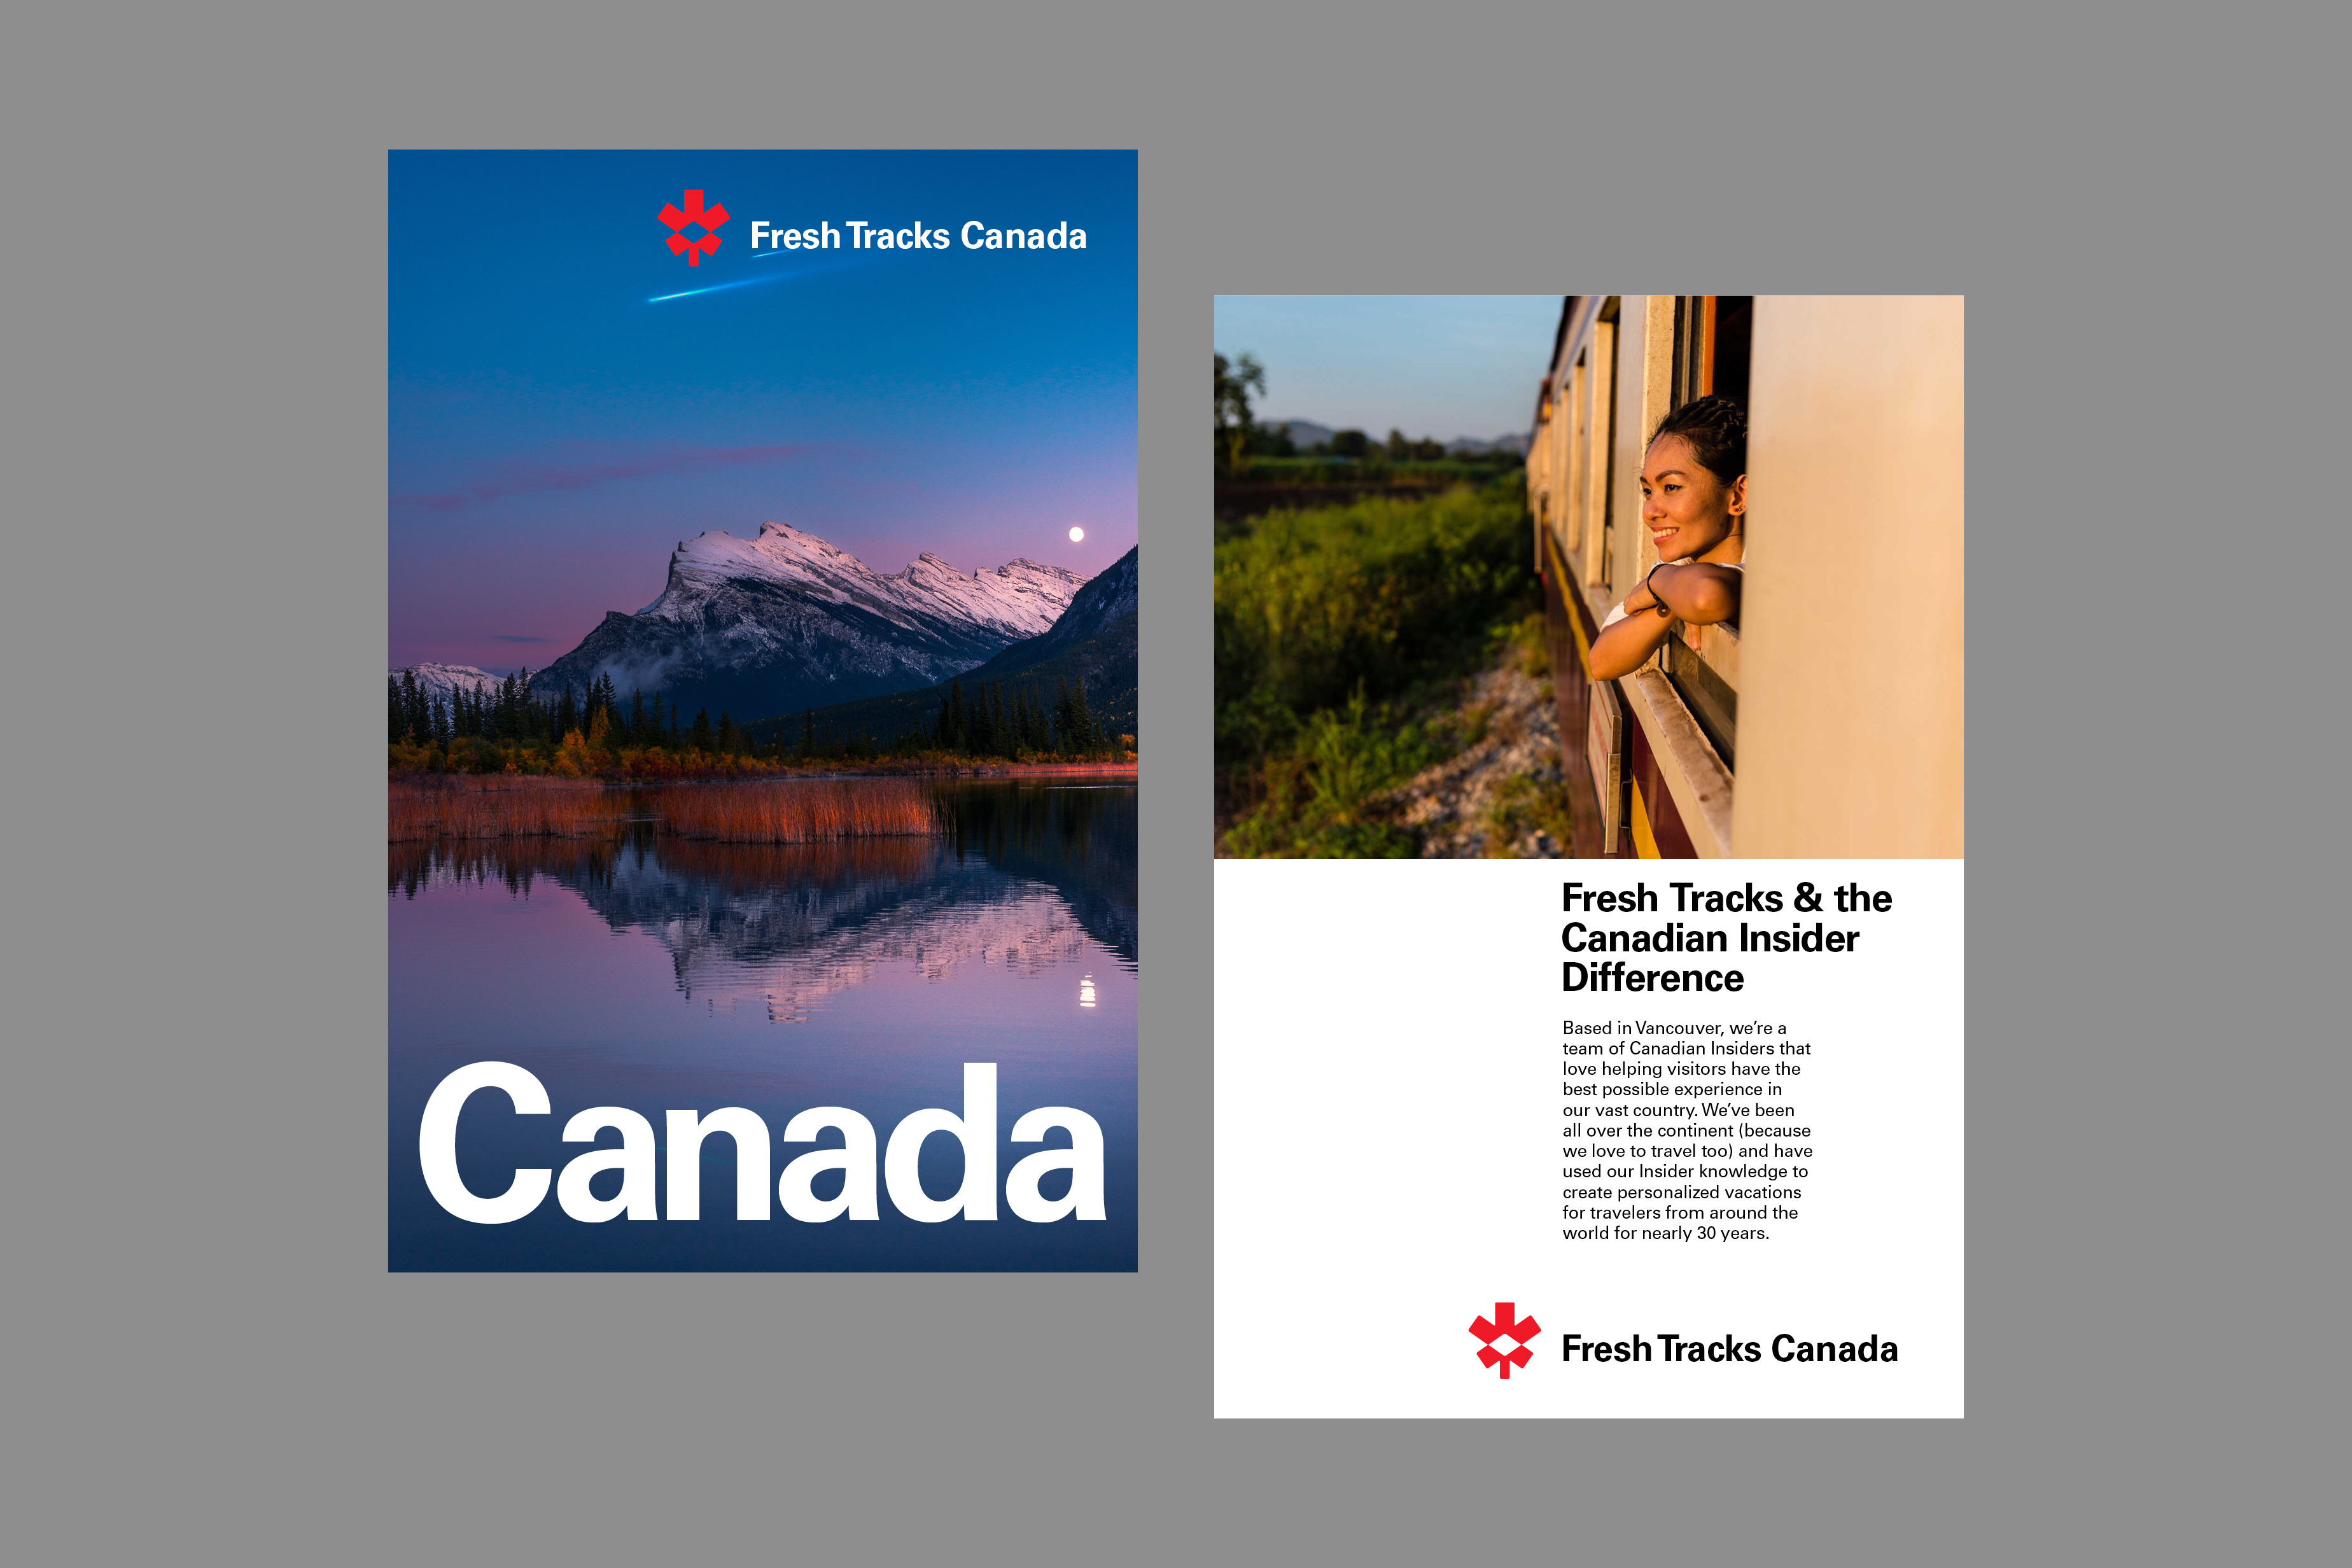 Fresh Tracks Canada
Canada
Fresh Tracks & the
Canadian Insider
Difference
Based in Vancouver, we’re a
team of Canadian Insiders that
love helping visitors have the
best possible experience in
our vast country. We’ve been
all over the continent (because
we love to travel too) and have
used our Insider knowledge to
create personalized vacations
for travelers from around the
world for nearly 30 years.
Fresh Tracks Canada